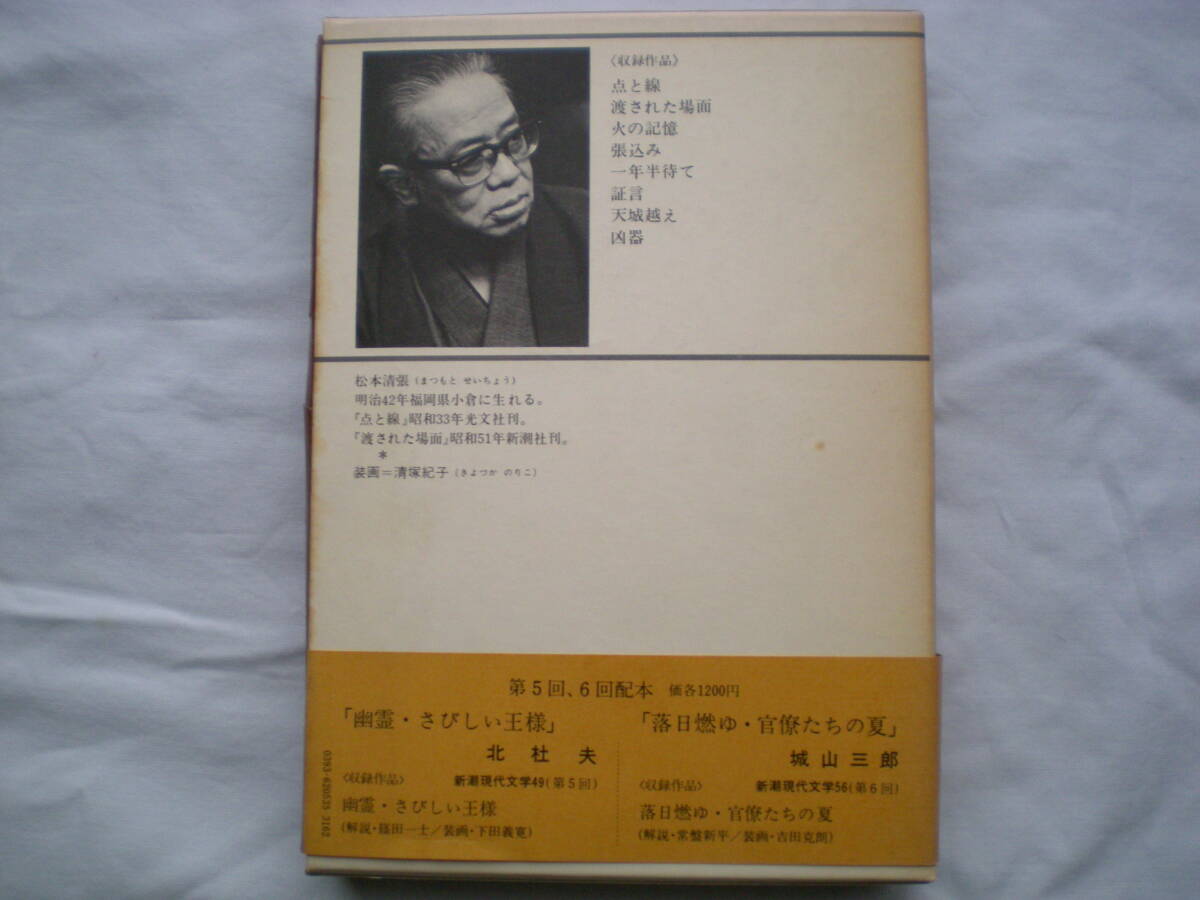 〈収録作品〉
点と線
渡された場面
火の記憶
張込み
一年半待て
証言
天城越え
凶器
松本清張(まつもと せいちょう)
明治42年福岡県小倉に生れる。
『点と線』昭和33年光文社刊。
『渡された場面』昭和51年新潮社刊。
*
装画＝清塚紀子(きよつか のりこ)
第5回、6回配本 価各1200円
「幽霊・さびしい王様」
北杜夫
〈収録作品〉 新潮現代文学49(第5回)
幽霊・さびしい王様
(解説・篠田一士／装画・下田義寛)
「落日燃ゆ・官僚たちの夏」
城山三郎
〈収録作品〉 新潮現代文学56(第6回)
落日燃ゆ・官僚たちの夏
(解説・常盤新平／装画・吉田克朗)
0393-620535 3162